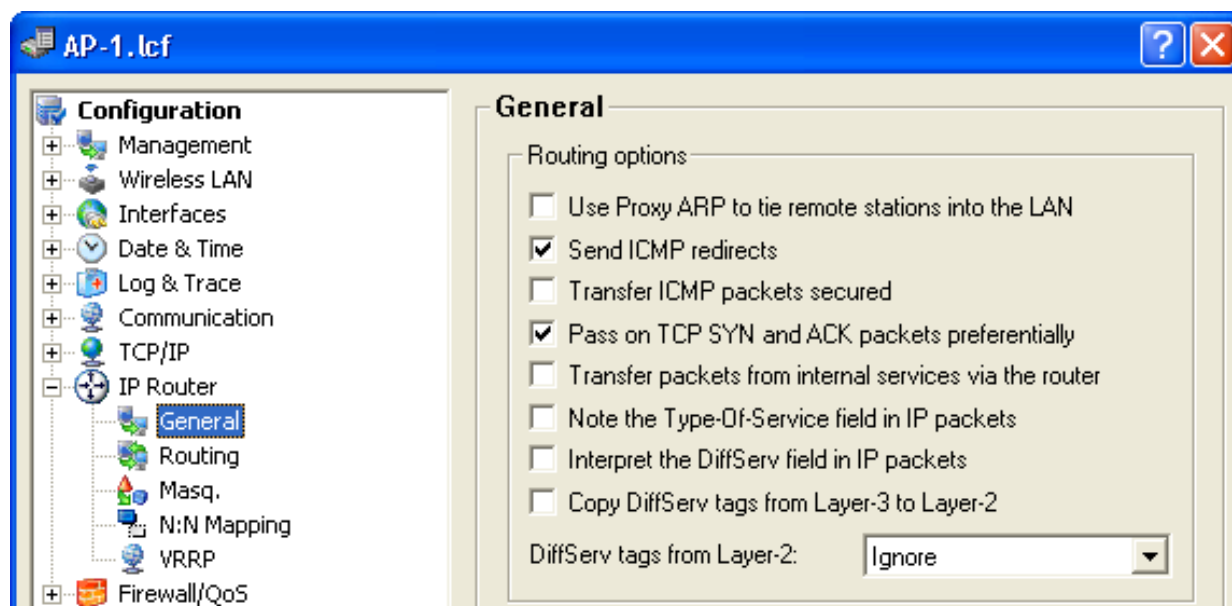 AP-1.lcf
Configuration
Management
Wireless LAN
Interfaces
Date & Time
Log & Trace
Communication
TCP/IP
IP Router
General
Routing
Masq.
N:N Mapping
VRRP
Firewall/QoS
General
Routing options
Use Proxy ARP to tie remote stations into the LAN
Send ICMP redirects
Transfer ICMP packets secured
Pass on TCP SYN and ACK packets preferentially
Transfer packets from internal services via the router
Note the Type-Of-Service field in IP packets
Interpret the DiffServ field in IP packets
Copy DiffServ tags from Layer-3 to Layer-2
DiffServ tags from Layer-2: Ignore